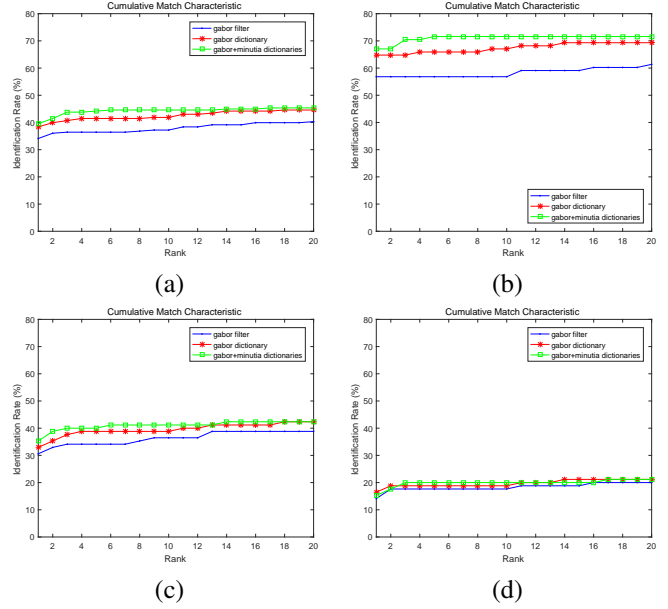 Cumulative Match Characteristic
80
70
60
50
40
30
20
10
0
Identification Rate (%)
gabor filter
gabor dictionary
gabor+minutia dictionaries
2 4 6 8 10 12 14 16 18 20
Rank
(a)
Cumulative Match Characteristic
80
70
60
50
40
30
20
10
0
Identification Rate (%)
gabor filter
gabor dictionary
gabor+minutia dictionaries
2 4 6 8 10 12 14 16 18 20
Rank
(b)
Cumulative Match Characteristic
80
70
60
50
40
30
20
10
0
Identification Rate (%)
gabor filter
gabor dictionary
gabor+minutia dictionaries
2 4 6 8 10 12 14 16 18 20
Rank
(c)
Cumulative Match Characteristic
80
70
60
50
40
30
20
10
0
Identification Rate (%)
gabor filter
gabor dictionary
gabor+minutia dictionaries
2 4 6 8 10 12 14 16 18 20
Rank
(d)